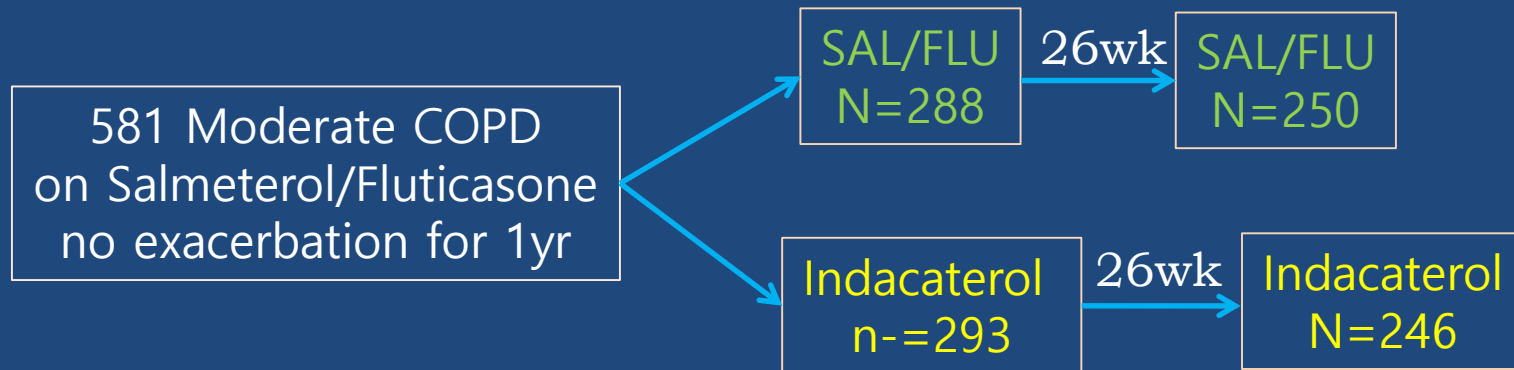 581 Moderate COPD
on Salmeterol/Fluticasone
no exacerbation for 1yr
SAL/FLU
N=288
26wk
SAL/FLU
N=250
Indacaterol
n-=293
26wk
Indacaterol
N=246